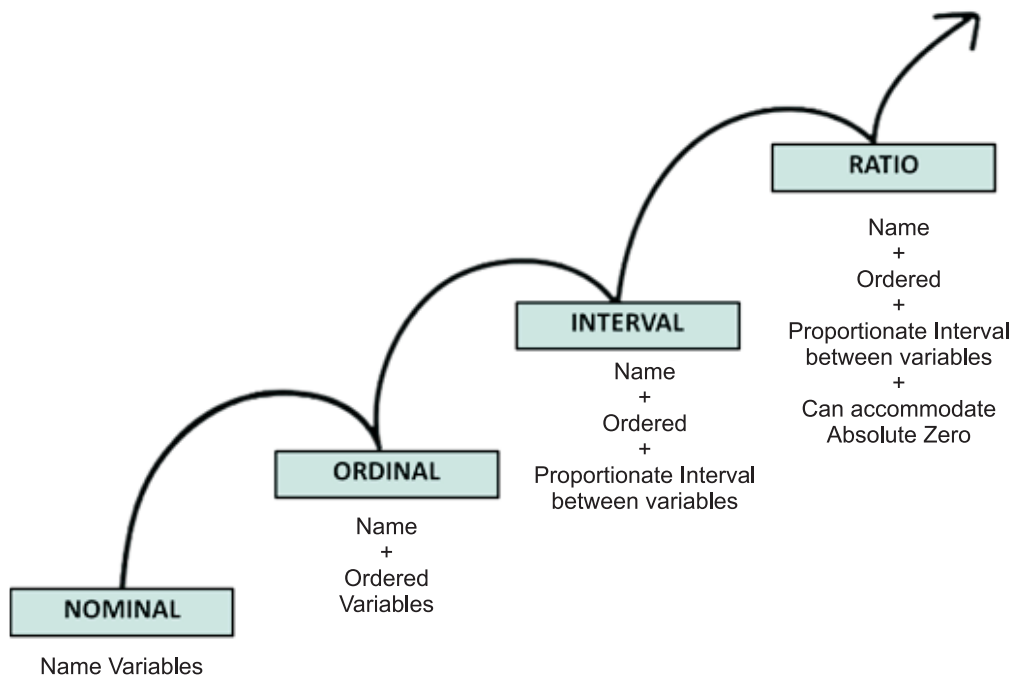 NOMINAL
Name Variables
ORDINAL
Name
+
Ordered
Variables
INTERVAL
Name
+
Ordered
+
Proportionate Interval
between variables
RATIO
Name
+
Ordered
+
Proportionate Interval
between variables
+
Can accommodate
Absolute Zero